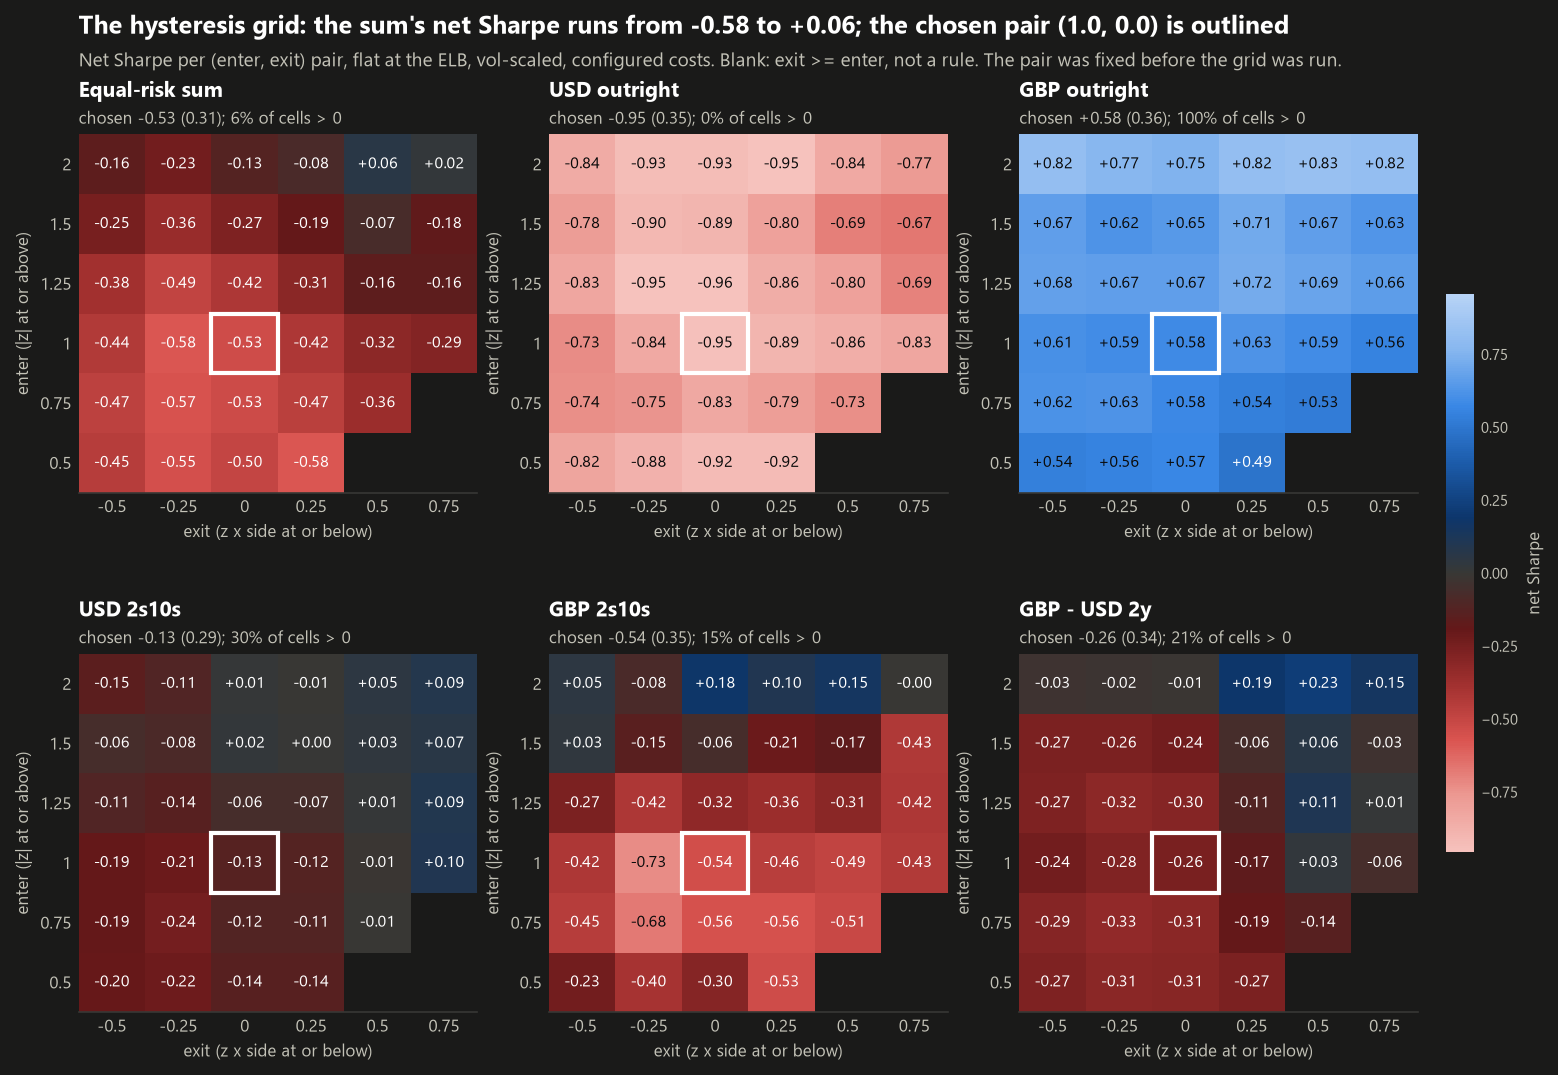 The hysteresis grid: the sum's net Sharpe runs from -0.58 to +0.06; the chosen pair (1.0, 0.0) is outlined
Net Sharpe per (enter, exit) pair, flat at the ELB, vol-scaled, configured costs. Blank: exit >= enter, not a rule. The pair was fixed before the grid was run.
Equal-risk sum
chosen -0.53 (0.31); 6% of cells > 0
enter (|z| at or above)
2 -0.16 -0.23 -0.13 -0.08 +0.06 +0.02
1.5 -0.25 -0.36 -0.27 -0.19 -0.07 -0.18
1.25 -0.38 -0.49 -0.42 -0.31 -0.16 -0.16
1 -0.44 -0.58 -0.53 -0.42 -0.32 -0.29
0.75 -0.47 -0.57 -0.53 -0.47 -0.36
0.5 -0.45 -0.55 -0.50 -0.58
-0.5 -0.25 0 0.25 0.5 0.75
exit (z x side at or below)
USD outright
chosen -0.95 (0.35); 0% of cells > 0
enter (|z| at or above)
2 -0.84 -0.93 -0.93 -0.95 -0.84 -0.77
1.5 -0.78 -0.90 -0.89 -0.80 -0.69 -0.67
1.25 -0.83 -0.95 -0.96 -0.86 -0.80 -0.69
1 -0.73 -0.84 -0.95 -0.89 -0.86 -0.83
0.75 -0.74 -0.75 -0.83 -0.79 -0.73
0.5 -0.82 -0.88 -0.92 -0.92
-0.5 -0.25 0 0.25 0.5 0.75
exit (z x side at or below)
GBP outright
chosen +0.58 (0.36); 100% of cells > 0
enter (|z| at or above)
2 +0.82 +0.77 +0.75 +0.82 +0.83 +0.82
1.5 +0.67 +0.62 +0.65 +0.71 +0.67 +0.63
1.25 +0.68 +0.67 +0.67 +0.72 +0.69 +0.66
1 +0.61 +0.59 +0.58 +0.63 +0.59 +0.56
0.75 +0.62 +0.63 +0.58 +0.54 +0.53
0.5 +0.54 +0.56 +0.57 +0.49
-0.5 -0.25 0 0.25 0.5 0.75
exit (z x side at or below)
USD 2s10s
chosen -0.13 (0.29); 30% of cells > 0
enter (|z| at or above)
2 -0.15 -0.11 +0.01 -0.01 +0.05 +0.09
1.5 -0.06 -0.08 +0.02 +0.00 +0.03 +0.07
1.25 -0.11 -0.14 -0.06 -0.07 +0.01 +0.09
1 -0.19 -0.21 -0.13 -0.12 -0.01 +0.10
0.75 -0.19 -0.24 -0.12 -0.11 -0.01
0.5 -0.20 -0.22 -0.14 -0.14
-0.5 -0.25 0 0.25 0.5 0.75
exit (z x side at or below)
GBP 2s10s
chosen -0.54 (0.35); 15% of cells > 0
enter (|z| at or above)
2 +0.05 -0.08 +0.18 +0.10 +0.15 -0.00
1.5 +0.03 -0.15 -0.06 -0.21 -0.17 -0.43
1.25 -0.27 -0.42 -0.32 -0.36 -0.31 -0.42
1 -0.42 -0.73 -0.54 -0.46 -0.49 -0.43
0.75 -0.45 -0.68 -0.56 -0.56 -0.51
0.5 -0.23 -0.40 -0.30 -0.53
-0.5 -0.25 0 0.25 0.5 0.75
exit (z x side at or below)
GBP - USD 2y
chosen -0.26 (0.34); 21% of cells > 0
enter (|z| at or above)
2 -0.03 -0.02 -0.01 +0.19 +0.23 +0.15
1.5 -0.27 -0.26 -0.24 -0.06 +0.06 -0.03
1.25 -0.27 -0.32 -0.30 -0.11 +0.11 +0.01
1 -0.24 -0.28 -0.26 -0.17 +0.03 -0.06
0.75 -0.29 -0.33 -0.31 -0.19 -0.14
0.5 -0.27 -0.31 -0.31 -0.27
-0.5 -0.25 0 0.25 0.5 0.75
exit (z x side at or below)
0.75
0.50
0.25
0.00
−0.25
−0.50
−0.75
net Sharpe